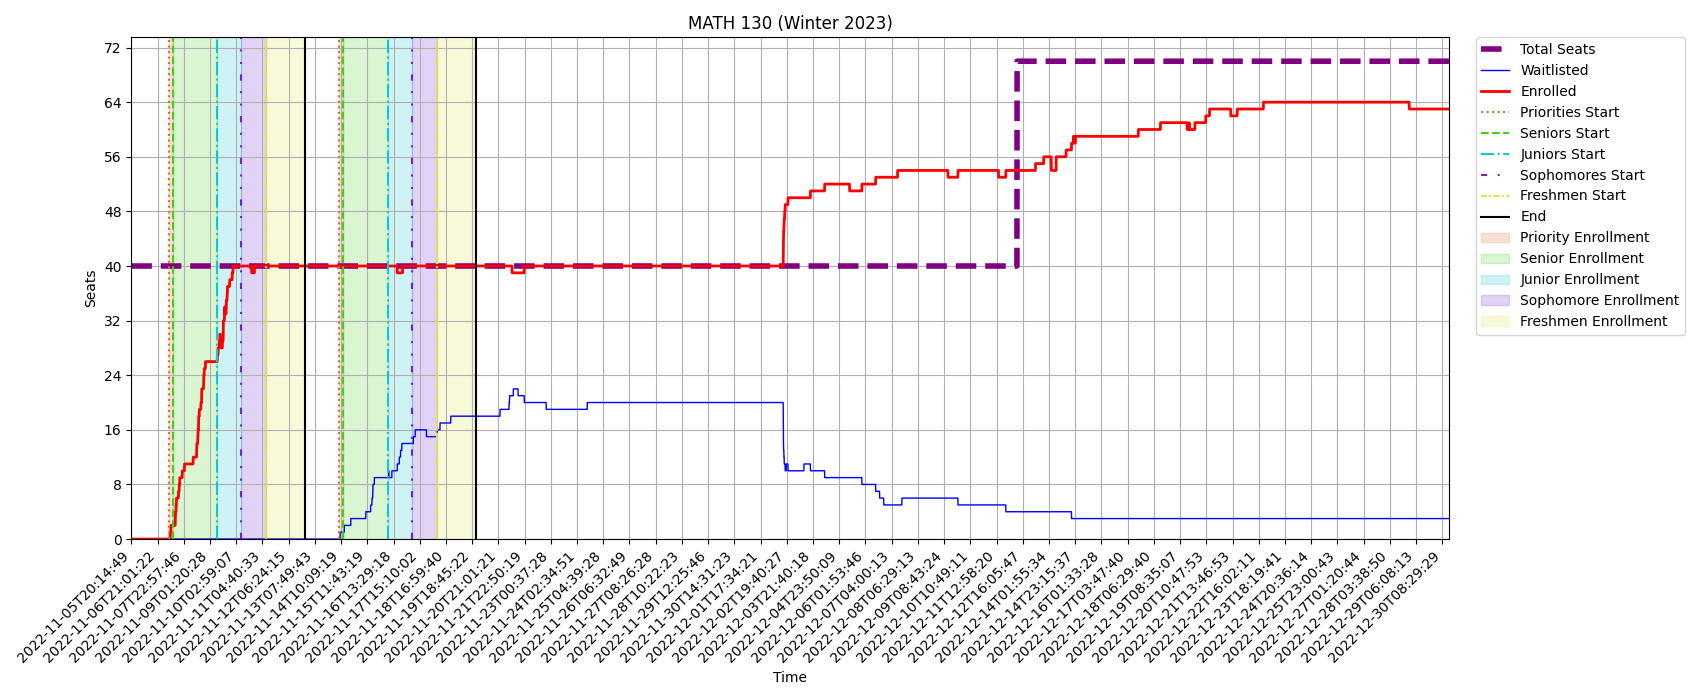 MATH 130 (Winter 2023)
72
64
56
48
40
32
24
16
8
0
Seats
2022-11-05T20:14:49
2022-11-06T21:01:22
2022-11-07T22:57:46
2022-11-09T01:20:28
2022-11-10T02:59:07
2022-11-11T04:40:33
2022-11-12T06:24:15
2022-11-13T07:49:43
2022-11-14T10:09:19
2022-11-15T11:43:19
2022-11-16T13:29:18
2022-11-17T15:10:02
2022-11-18T16:59:40
2022-11-19T18:45:22
2022-11-20T21:01:21
2022-11-21T22:50:19
2022-11-23T00:37:28
2022-11-24T02:34:51
2022-11-25T04:39:28
2022-11-26T06:32:49
2022-11-27T08:26:28
2022-11-28T10:22:23
2022-11-29T12:25:46
2022-11-30T14:31:23
2022-12-01T17:34:21
2022-12-02T19:40:27
2022-12-03T21:40:18
2022-12-04T23:50:09
2022-12-06T01:53:46
2022-12-07T04:00:13
2022-12-08T06:29:13
2022-12-09T08:43:24
2022-12-10T10:49:11
2022-12-11T12:58:20
2022-12-12T16:05:47
2022-12-14T01:55:34
2022-12-14T23:15:37
2022-12-16T01:33:28
2022-12-17T03:47:40
2022-12-18T06:29:40
2022-12-19T08:35:07
2022-12-20T10:47:53
2022-12-21T13:46:53
2022-12-22T16:02:11
2022-12-23T18:19:41
2022-12-24T20:36:14
2022-12-25T23:00:43
2022-12-27T01:20:44
2022-12-28T03:38:50
2022-12-29T06:08:13
2022-12-30T08:29:29
Time
Total Seats
Waitlisted
Enrolled
Priorities Start
Seniors Start
Juniors Start
Sophomores Start
Freshmen Start
End
Priority Enrollment
Senior Enrollment
Junior Enrollment
Sophomore Enrollment
Freshmen Enrollment